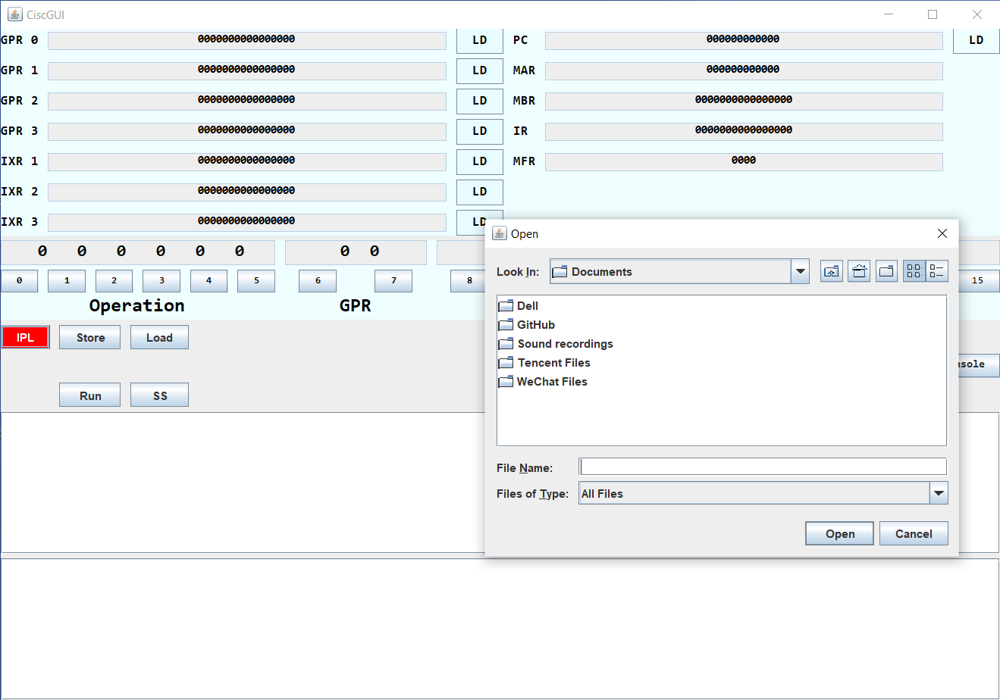 CiscGUI
GPR 0 0000000000000000 LD PC 000000000000 LD
GPR 1 0000000000000000 LD MAR 000000000000
GPR 2 0000000000000000 LD MBR 0000000000000000
GPR 3 0000000000000000 LD IR 0000000000000000
IXR 1 0000000000000000 LD MFR 0000
IXR 2 0000000000000000 LD
IXR 3 0000000000000000 LD
0 0 0 0 0 0 0 0
0 1 2 3 4 5 6 7 8 15
Operation GPR
IPL Store Load
nsole
Run SS
Open
Look In: Documents
Dell
GitHub
Sound recordings
Tencent Files
WeChat Files
File Name:
Files of Type: All Files
Open Cancel